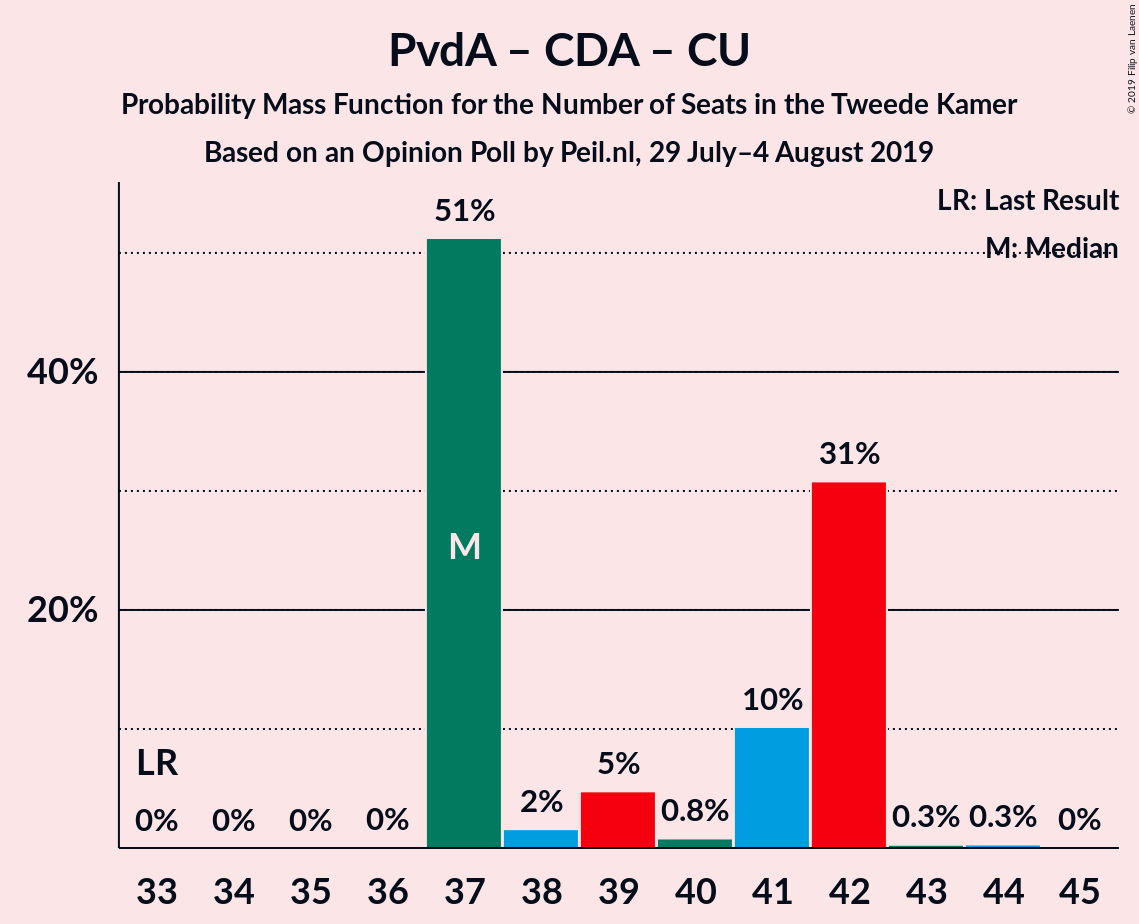 PvdA – CDA – CU
Probability Mass Function for the Number of Seats in the Tweede Kamer
Based on an Opinion Poll by Peil.nl, 29 July–4 August 2019
© 2019 Filip van Laenen
LR: Last Result
M: Median
51%
40%
31%
M
20%
10%
LR
5%
0% 0% 0% 0% 2% 0.8% 0.3% 0.3% 0%
33 34 35 36 37 38 39 40 41 42 43 44 45